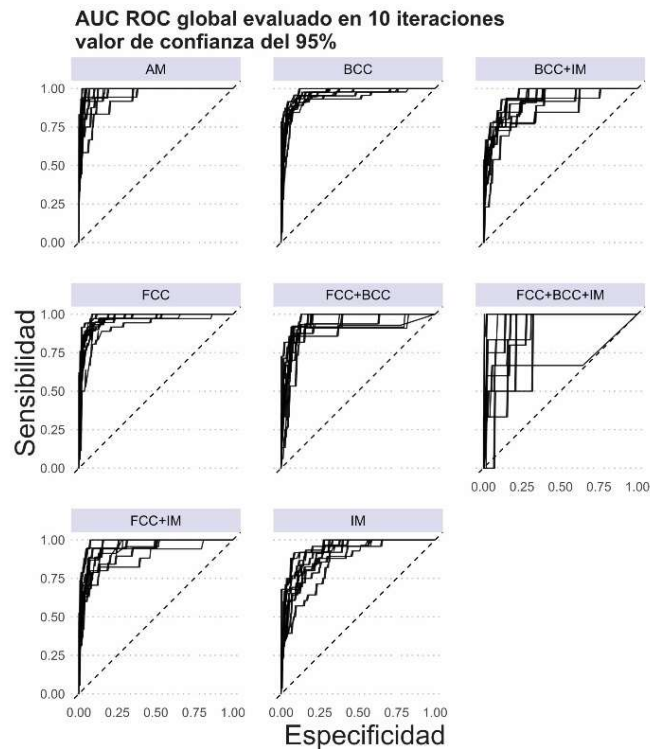 AUC ROC global evaluado en 10 iteraciones
valor de confianza del 95%
AM BCC BCC+IM
1.00
0.75
0.50
0.25
0.00
FCC FCC+BCC FCC+BCC+IM
1.00
0.75
0.50
0.25
0.00
0.00 0.25 0.50 0.75 1.00
FCC+IM IM
1.00
0.75
0.50
0.25
0.00
0.00 0.25 0.50 0.75 1.00 0.00 0.25 0.50 0.75 1.00
Sensibilidad
Especificidad